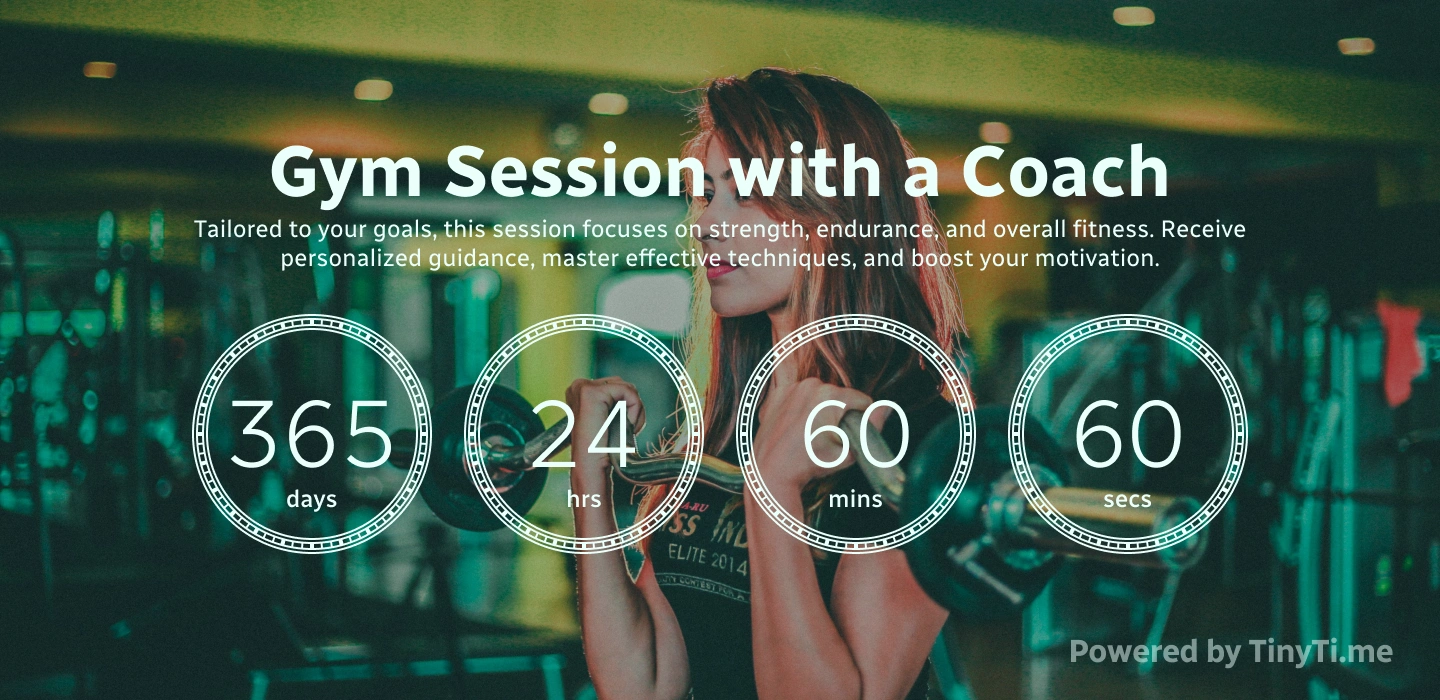 Gym Session with a Coach
Tailored to your goals, this session focuses on strength, endurance, and overall fitness. Receive
personalized guidance, master effective techniques, and boost your motivation.
365 24 60 60
days hrs mins secs
ELITE 2014
Powered by TinyTi.me